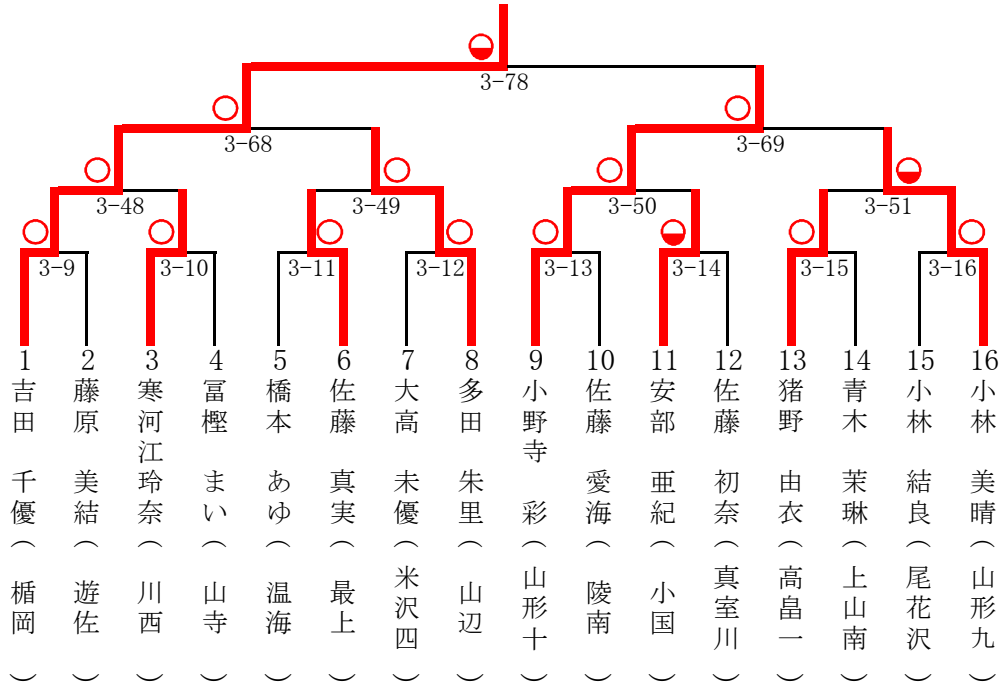 3-78
3-68
3-69
3-48
3-49
3-50
3-51
3-9
3-10
3-11
3-12
3-13
3-14
3-15
3-16
1 吉田 千優(楯岡)
2 藤原 美結(遊佐)
3 寒河江玲奈(川西)
4 冨樫 まい(山寺)
5 橋本 あゆ(温海)
6 佐藤 真実(最上)
7 大高 未優(米沢四)
8 多田 朱里(山辺)
9 小野寺 彩(山形十)
10 佐藤 愛海(陵南)
11 安部 亜紀(小国)
12 佐藤 初奈(真室川)
13 猪野 由衣(高畠一)
14 青木 茉琳(上山南)
15 小林 結良(尾花沢)
16 小林 美晴(山形九)